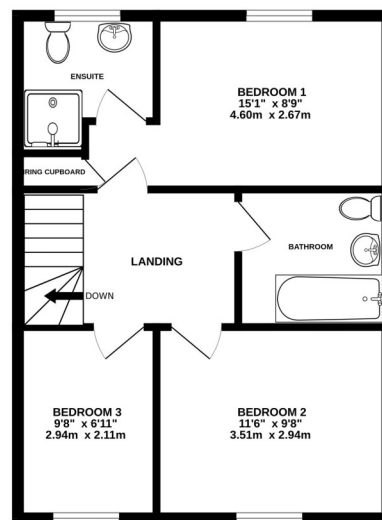 ENSUITE
BEDROOM 1
15'1" x 8'9"
4.60m x 2.67m
RING CUPBOARD
BATHROOM
LANDING
DOWN
BEDROOM 3
9'8" x 6'11"
2.94m x 2.11m
BEDROOM 2
11'6" x 9'8"
3.51m x 2.94m